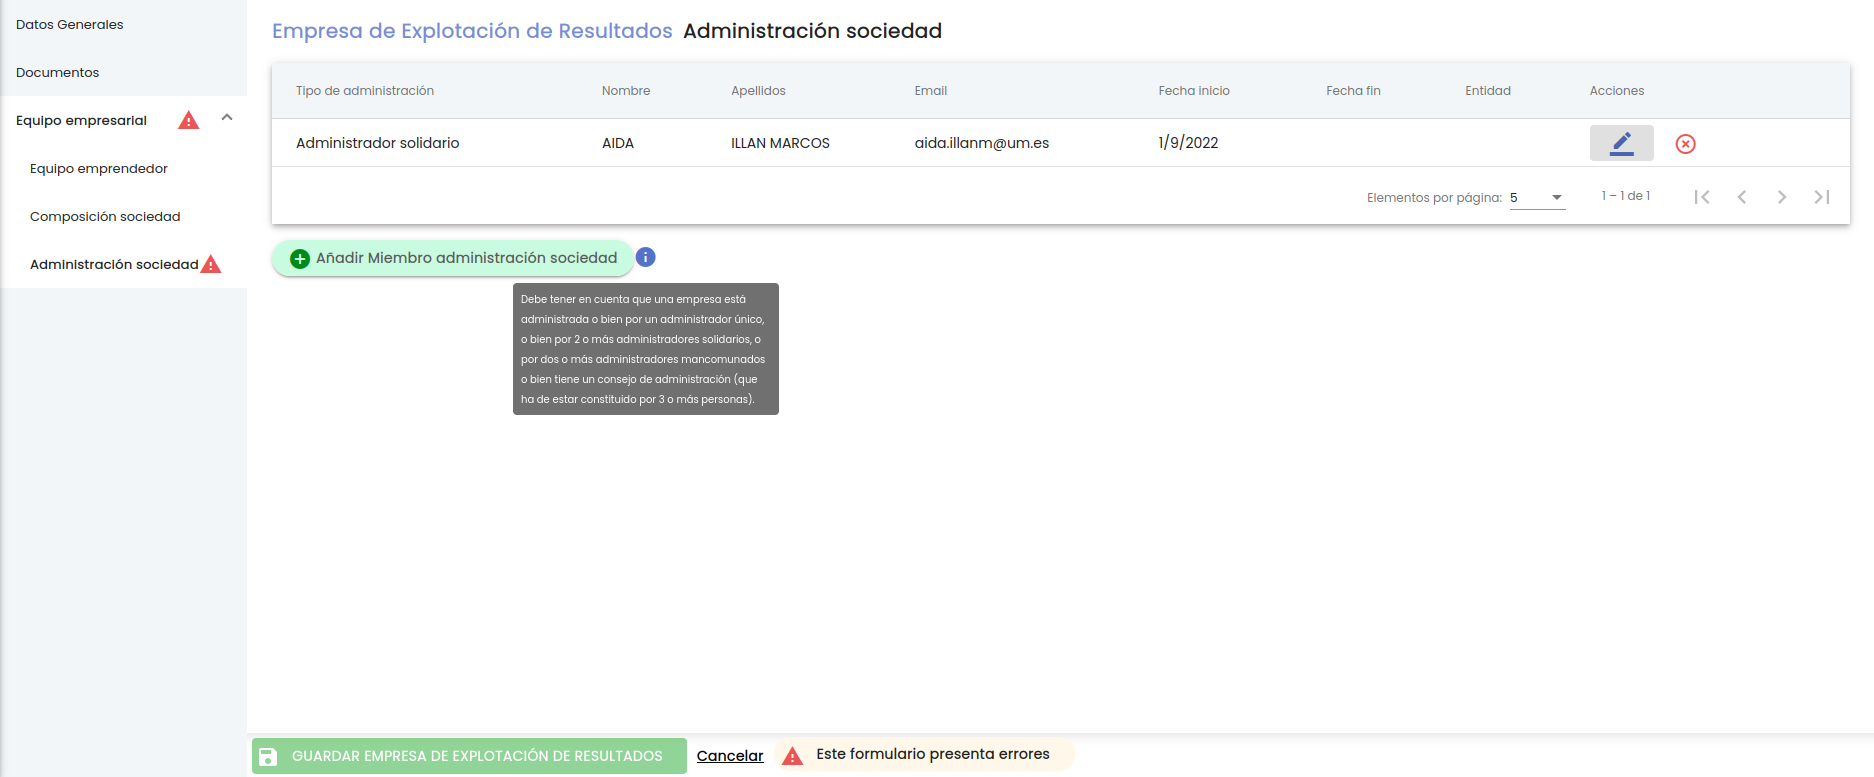 Datos Generales
Documentos
Equipo empresarial
Equipo emprendedor
Composición sociedad
Administración sociedad
Empresa de Explotación de Resultados Administración sociedad
Tipo de administración Nombre Apellidos Email Fecha inicio Fecha fin Entidad Acciones
Administrador solidario AIDA ILLAN MARCOS aida.illanm@um.es 1/9/2022
Elementos por página: 5 1 – 1 de 1
Añadir Miembro administración sociedad
Debe tener en cuenta que una empresa está
administrada o bien por un administrador único,
o bien por 2 o más administradores solidarios, o
por dos o más administradores mancomunados
o bien tiene un consejo de administración (que
ha de estar constituido por 3 o más personas).
GUARDAR EMPRESA DE EXPLOTACIÓN DE RESULTADOS Cancelar Este formulario presenta errores